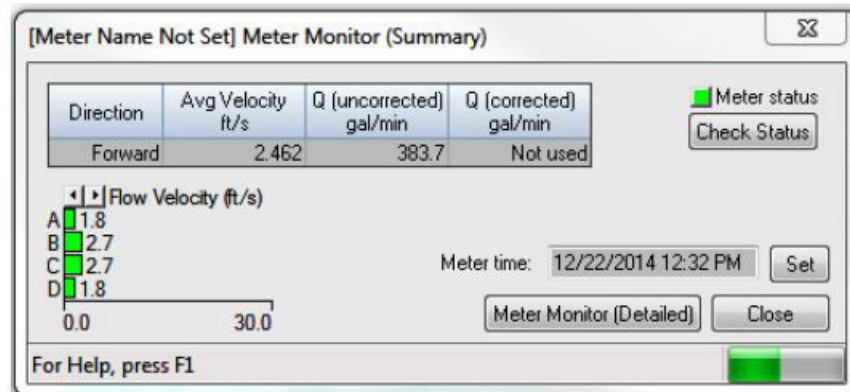 [Meter Name Not Set] Meter Monitor (Summary)
Direction
Avg Velocity
ft/s
Q (uncorrected)
gal/min
Q (corrected)
gal/min
Forward 2.462 383.7 Not used
Meter status
Check Status
Flow Velocity (ft/s)
A 1.8
B 2.7
C 2.7
D 1.8
0.0 30.0
Meter time: 12/22/2014 12:32 PM Set
Meter Monitor (Detailed) Close
For Help, press F1